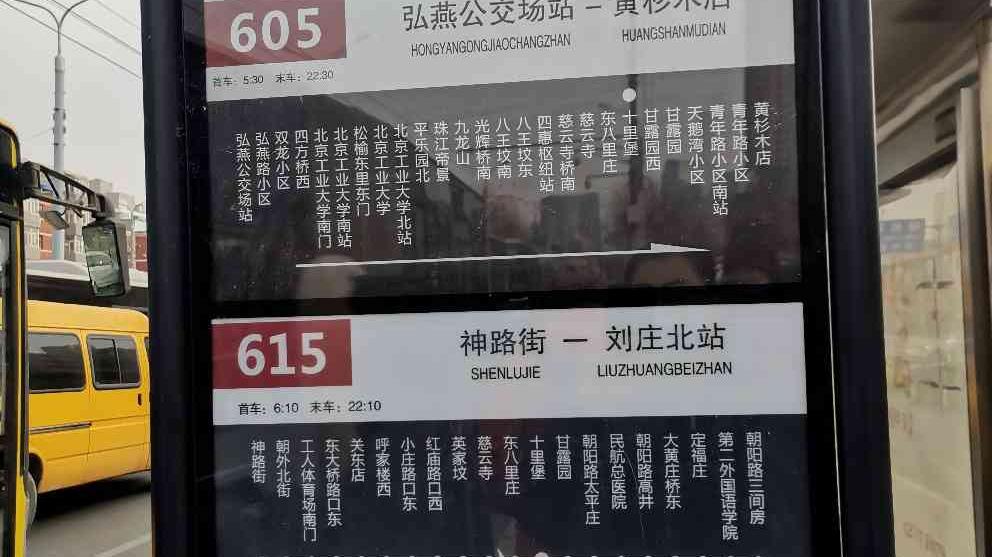 605
弘燕公交场站 - 黄杉木店
HONGYANGONGJIAOCHANGZHAN HUANGSHANMUDIAN
首车: 5:30 末车: 22:30
弘燕公交场站
弘燕路小区
双龙小区
四方桥西
北京工业大学南门
北京工业大学南站
松榆东里东门
北京工业大学
北京工业大学北站
平乐园北
珠江帝景
九龙山
光辉桥南
八王坟南
八王坟东
四惠枢纽站
慈云寺桥南
慈云寺
东八里庄
十里堡
甘露园西
甘露园
天鹅湾小区
青年路小区南站
青年路小区
黄杉木店
615
神路街 — 刘庄北站
SHENLUJIE LIUZHUANGBEIZHAN
首车: 6:10 末车: 22:10
神路街
朝外北街
工人体育场南门
东大桥路口东
关东店
呼家楼西
小庄路口东
红庙路口西
英家坟
慈云寺
东八里庄
十里堡
甘露园
朝阳路太平庄
民航总医院
朝阳路高井
大黄庄桥东
定福庄
第二外国语学院
朝阳路三间房